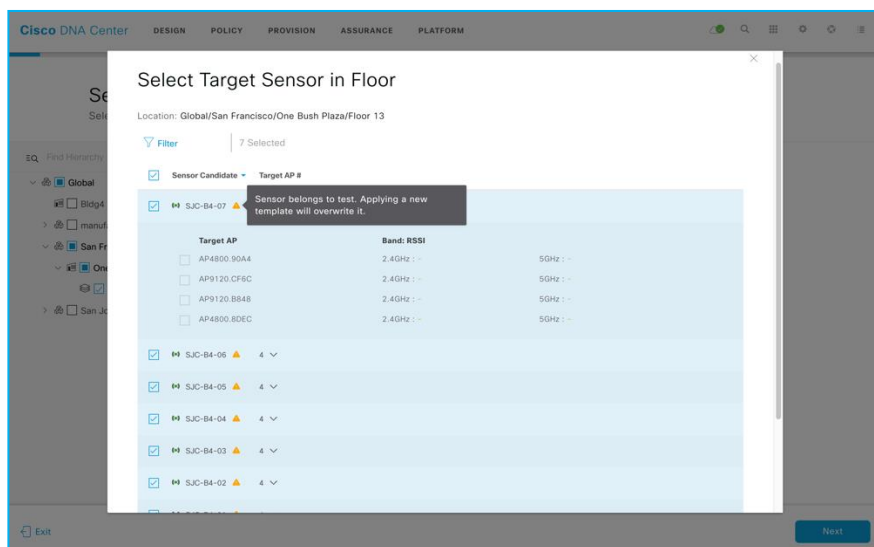 Cisco DNA Center DESIGN POLICY PROVISION ASSURANCE PLATFORM
Select Target Sensor in Floor
Se
Sele
Location: Global/San Francisco/One Bush Plaza/Floor 13
Filter 7 Selected
EQ Find Hierarchy
Sensor Candidate Target AP #
Global
Bldg4
SJC-B4-07
Sensor belongs to test. Applying a new
template will overwrite it.
manufa
San Fr
One
San Jo
Target AP Band: RSSI
AP4800.90A4 2.4GHz : - 5GHz : -
AP9120.CF6C 2.4GHz : - 5GHz : -
AP9120.B848 2.4GHz : - 5GHz : -
AP4800.8DEC 2.4GHz : - 5GHz : -
SJC-B4-06 4
SJC-B4-05 4
SJC-B4-04 4
SJC-B4-03 4
SJC-B4-02 4
Exit Next